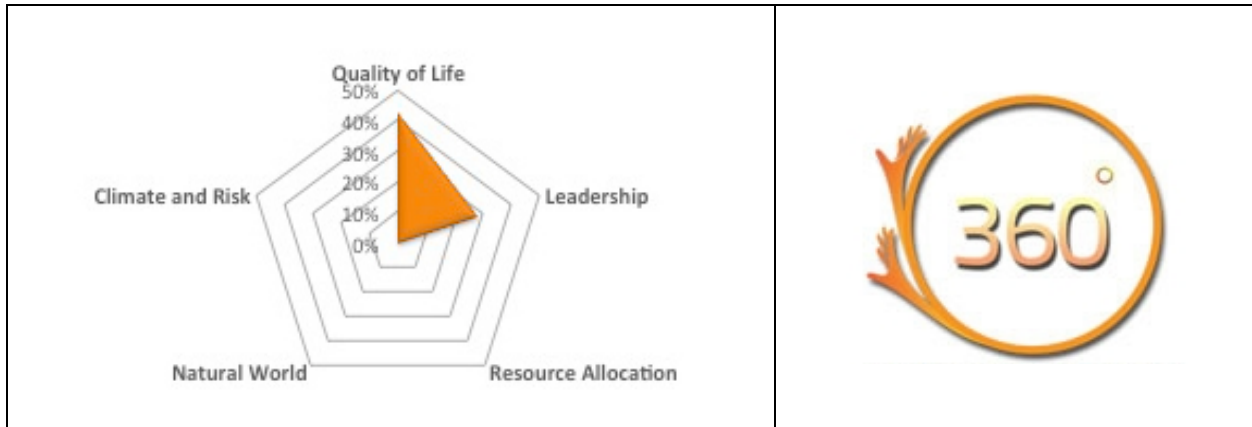 Quality of Life
50%
40%
30%
20%
10%
0%
Climate and Risk
Leadership
Natural World
Resource Allocation
360°